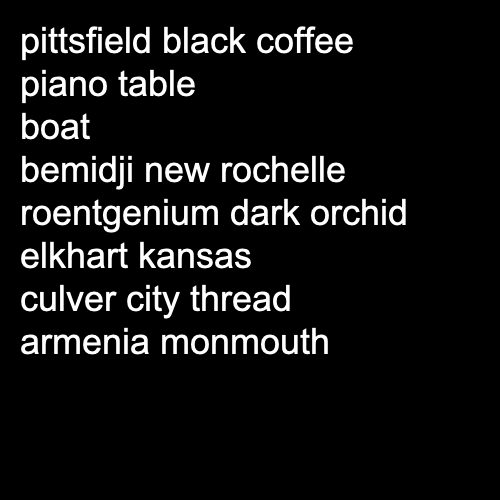 pittsfield black coffee
piano table
boat
bemidji new rochelle
roentgenium dark orchid
elkhart kansas
culver city thread
armenia monmouth